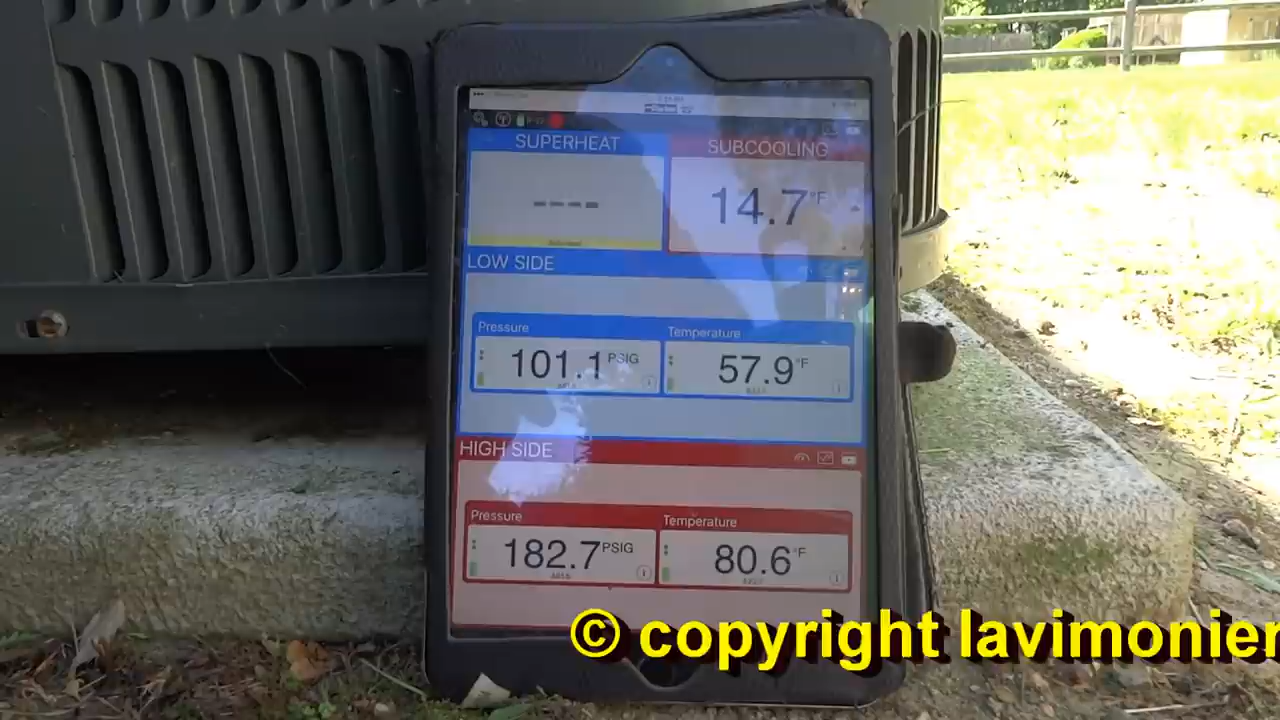 SUPERHEAT
SUBCOOLING
----
14.7°F
LOW SIDE
Pressure
Temperature
101.1 PSIG
57.9°F
HIGH SIDE
Pressure
Temperature
182.7 PSIG
80.6°F
© copyright lavimonier